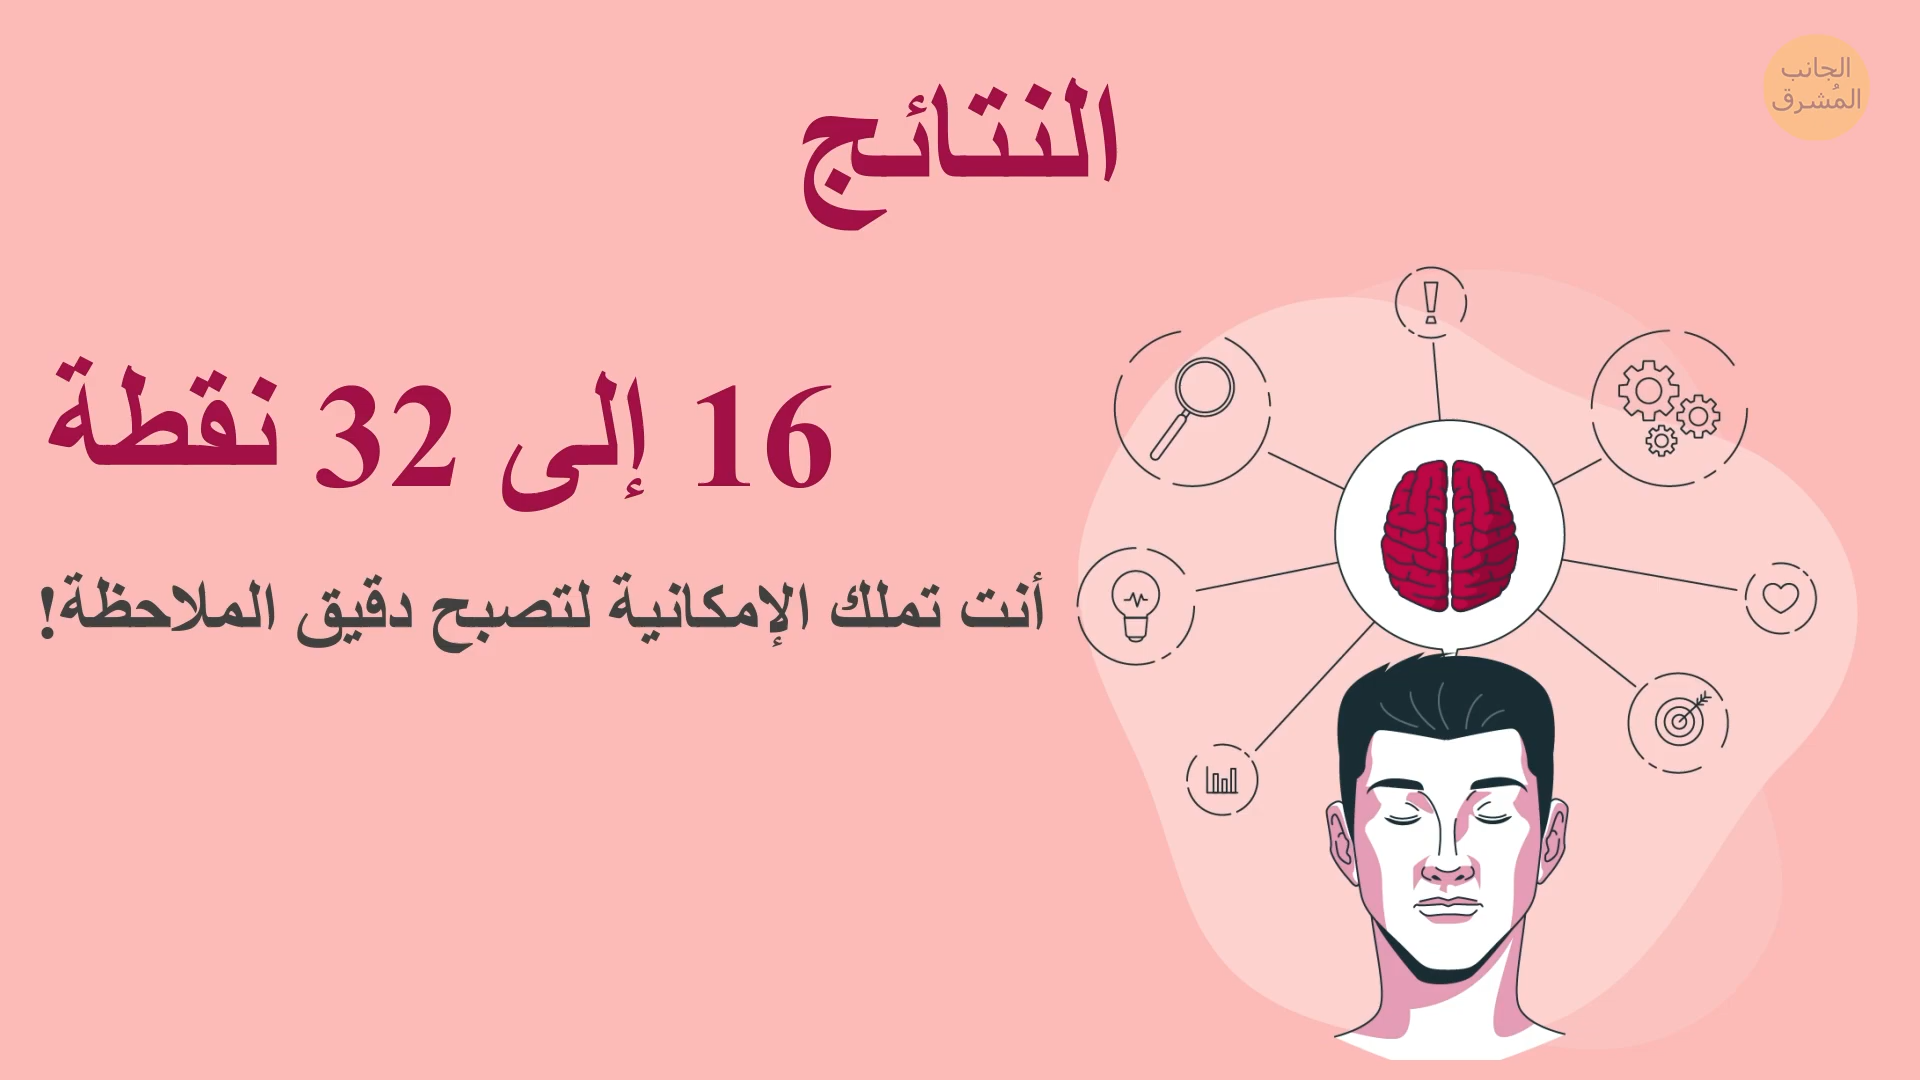 الجانب
المُشرق
النتائج
16 إلى 32 نقطة
أنت تملك الإمكانية لتصبح دقيق الملاحظة!